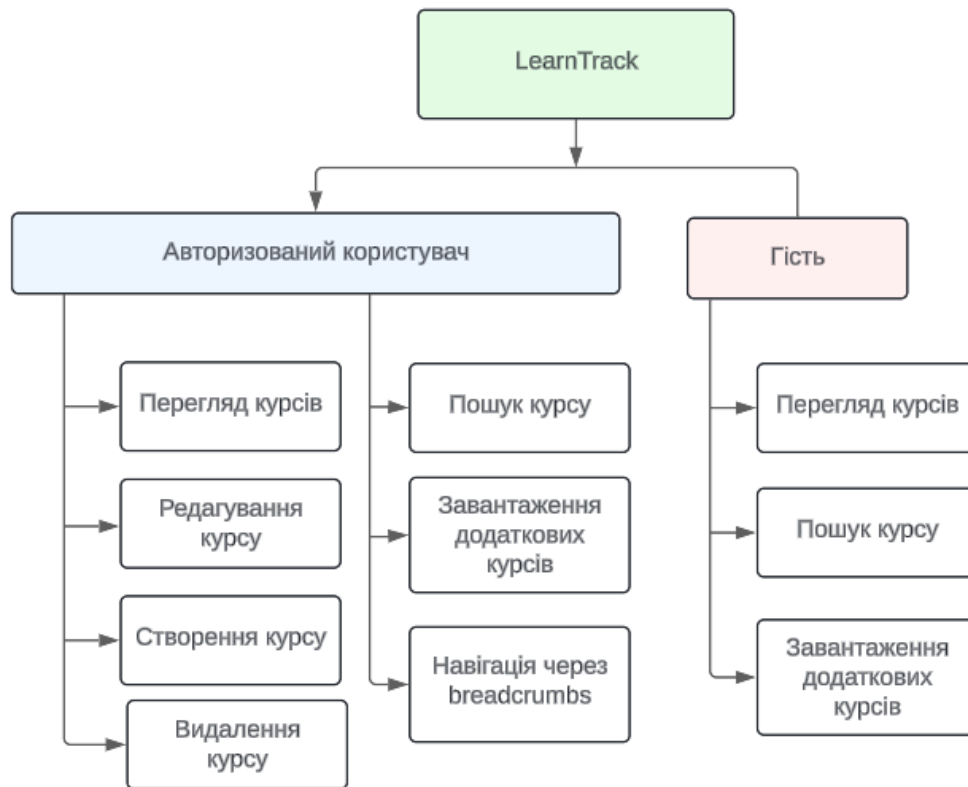 LearnTrack
Авторизований користувач
Гість
Перегляд курсів
Редагування
курсу
Створення курсу
Видалення
курсу
Пошук курсу
Завантаження
додаткових
курсів
Навігація через
breadcrumbs
Перегляд курсів
Пошук курсу
Завантаження
додаткових
курсів